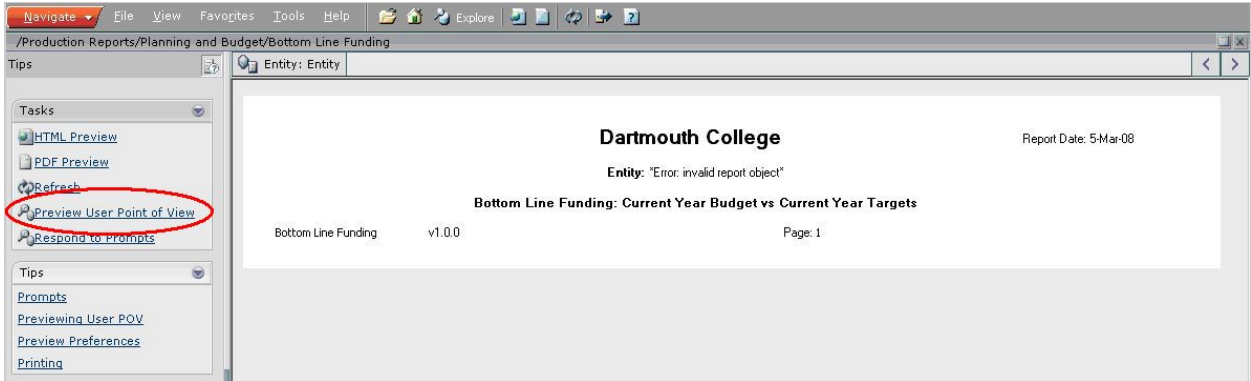 Navigate File View Favorites Tools Help Explore
/Production Reports/Planning and Budget/Bottom Line Funding
Tips
Entity: Entity
Tasks
HTML Preview
PDF Preview
Refresh
Preview User Point of View
Respond to Prompts
Tips
Prompts
Previewing User POV
Preview Preferences
Printing
Dartmouth College
Report Date: 5-Mar-08
Entity: "Error: invalid report object"
Bottom Line Funding: Current Year Budget vs Current Year Targets
Bottom Line Funding v1.0.0 Page: 1